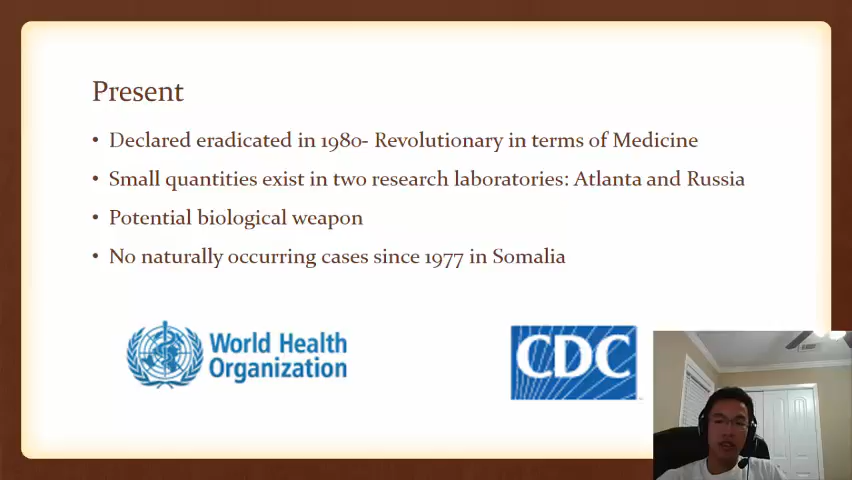 Present
• Declared eradicated in 1980- Revolutionary in terms of Medicine
• Small quantities exist in two research laboratories: Atlanta and Russia
• Potential biological weapon
• No naturally occurring cases since 1977 in Somalia
World Health
Organization
CDC